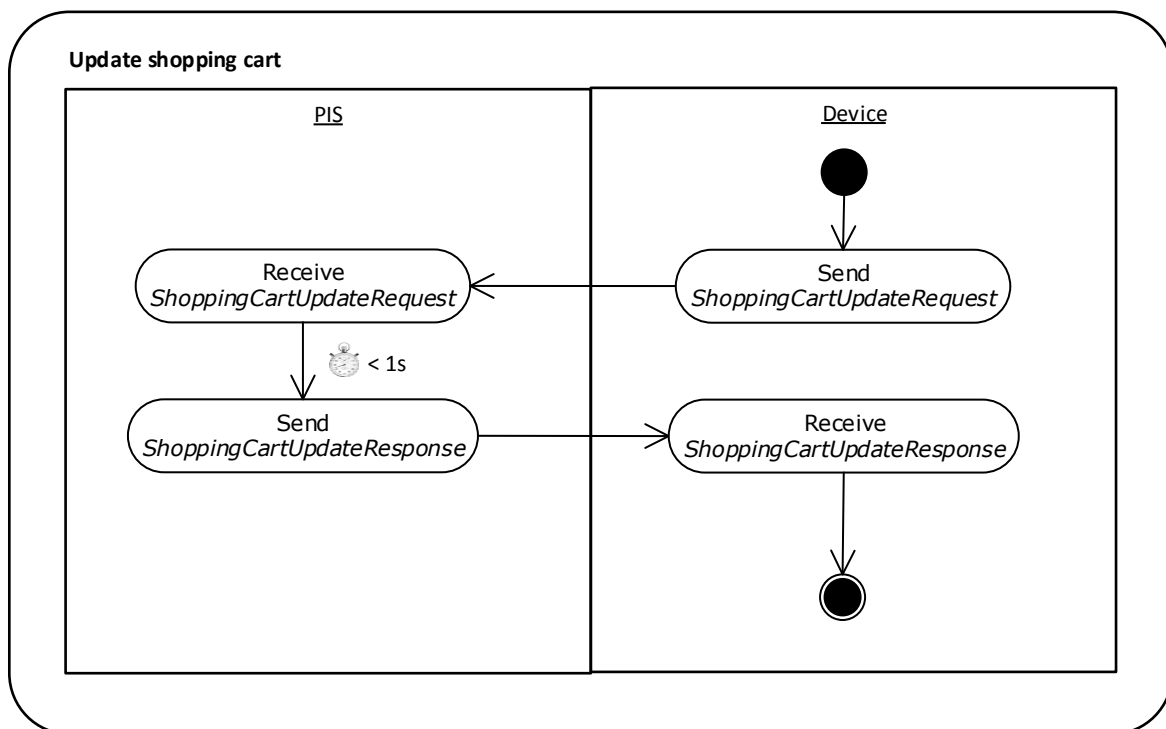 Update shopping cart
PIS
Device
Receive
ShoppingCartUpdateRequest
Send
ShoppingCartUpdateRequest
< 1s
Send
ShoppingCartUpdateResponse
Receive
ShoppingCartUpdateResponse